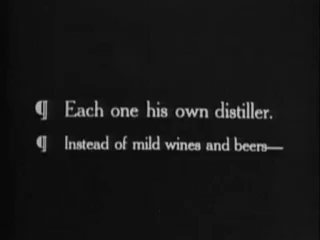 ¶ Each one his own distiller.
¶ Instead of mild wines and beers—